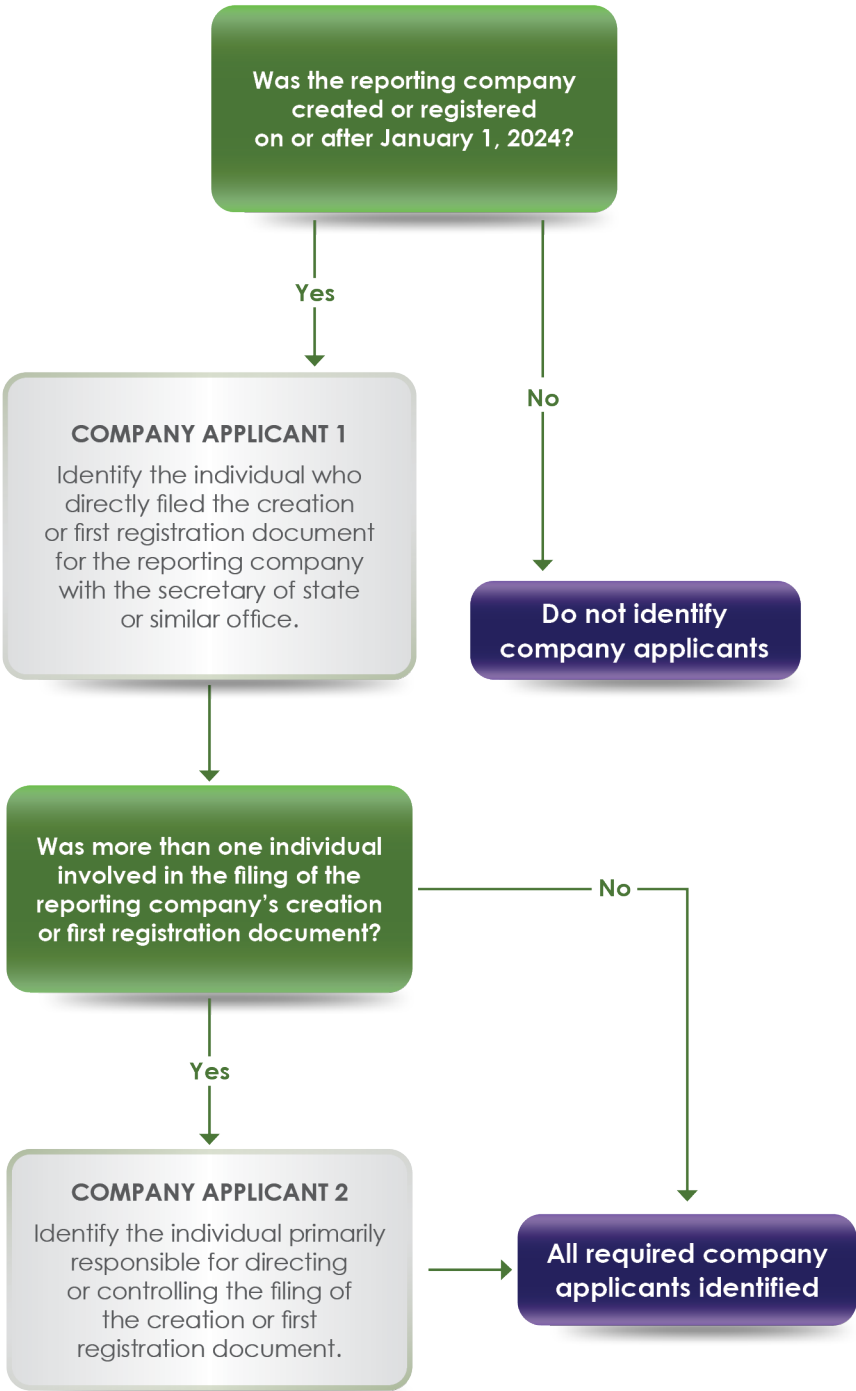 Was the reporting company
created or registered
on or after January 1, 2024?
Yes
No
COMPANY APPLICANT 1
Identify the individual who
directly filed the creation
or first registration document
for the reporting company
with the secretary of state
or similar office.
Do not identify
company applicants
Was more than one individual
involved in the filing of the
reporting company’s creation
or first registration document?
No
Yes
COMPANY APPLICANT 2
Identify the individual primarily
responsible for directing
or controlling the filing of
the creation or first
registration document.
All required company
applicants identified